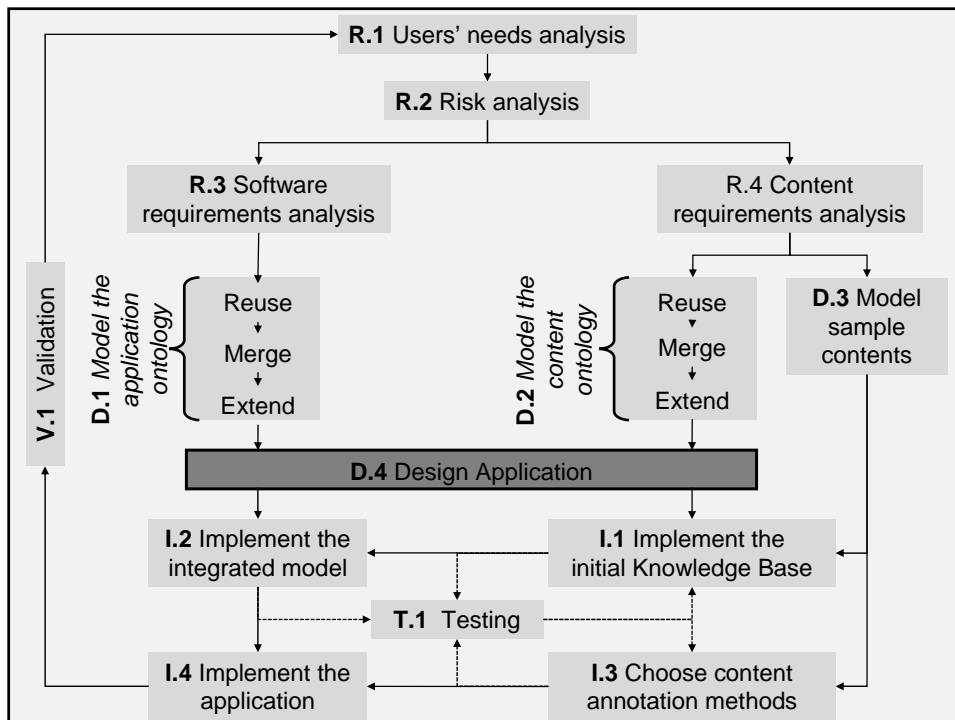 R.1 Users' needs analysis
R.2 Risk analysis
R.3 Software
requirements analysis
R.4 Content
requirements analysis
D.1 Model the
application
ontology
Reuse
Merge
Extend
D.2 Model the
content
ontology
Reuse
Merge
Extend
D.3 Model
sample
contents
V.1 Validation
D.4 Design Application
I.2 Implement the
integrated model
I.1 Implement the
initial Knowledge Base
T.1 Testing
I.4 Implement the
application
I.3 Choose content
annotation methods